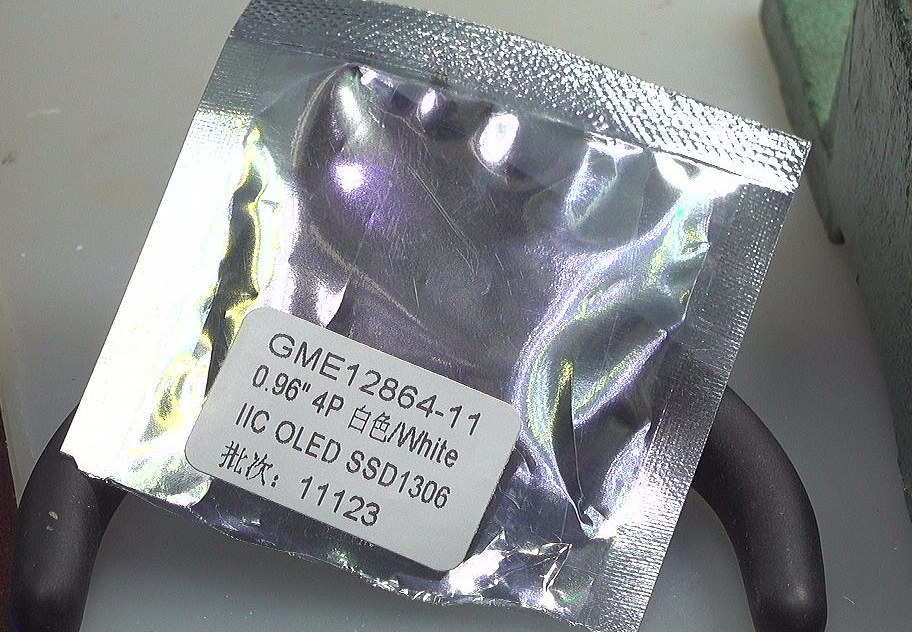 GME12864-11
0.96" 4P 白色/White
IIC OLED SSD1306
批次：11123